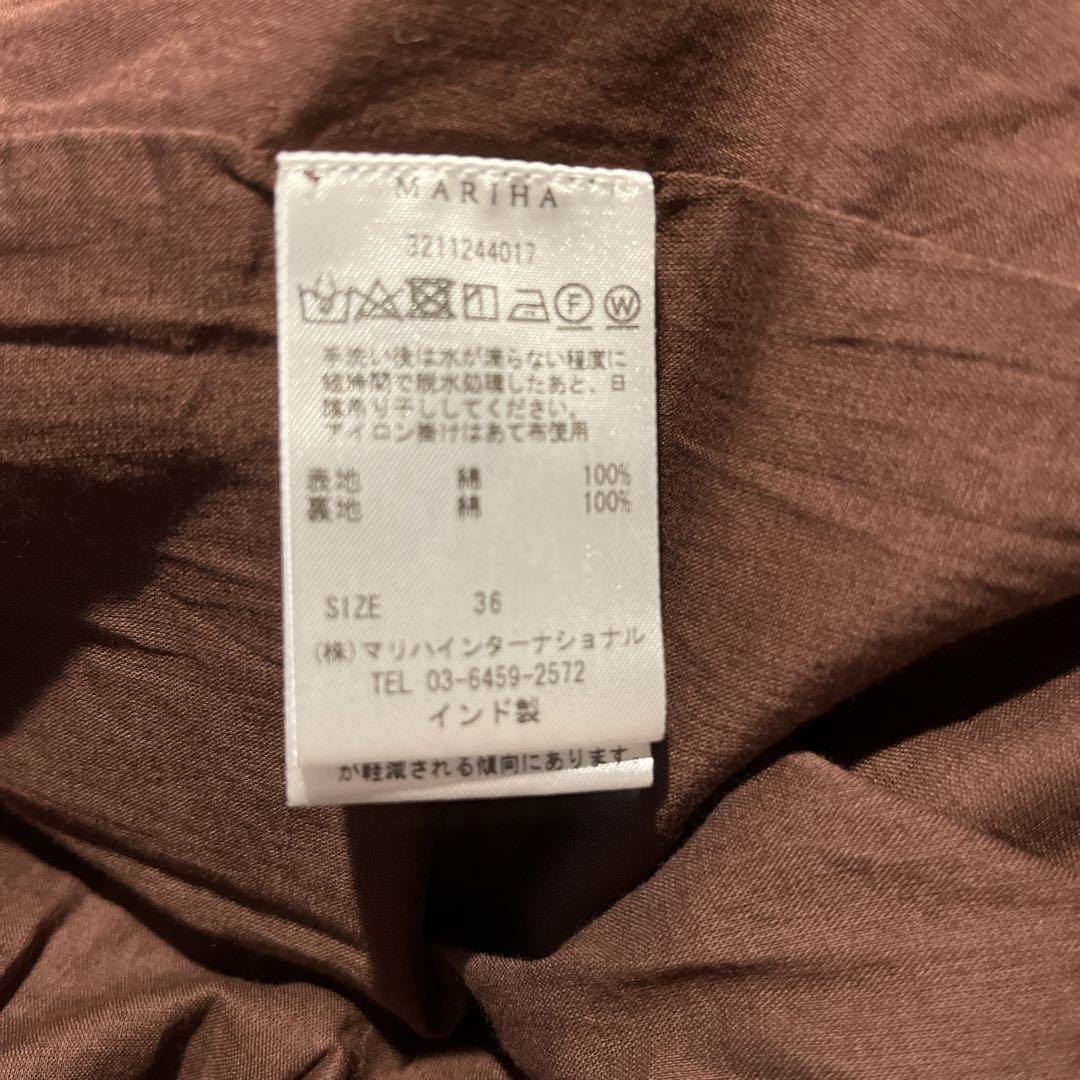 MARIHA
3211244017
F W
手洗い後は水が滴らない程度に
短時間で脱水処理したあと、日
陰吊り干ししてください。
アイロン掛けはあて布使用
表地 綿 100%
裏地 綿 100%
SIZE 36
(株)マリハインターナショナル
TEL 03-6459-2572
インド製
が軽減される傾向にあります